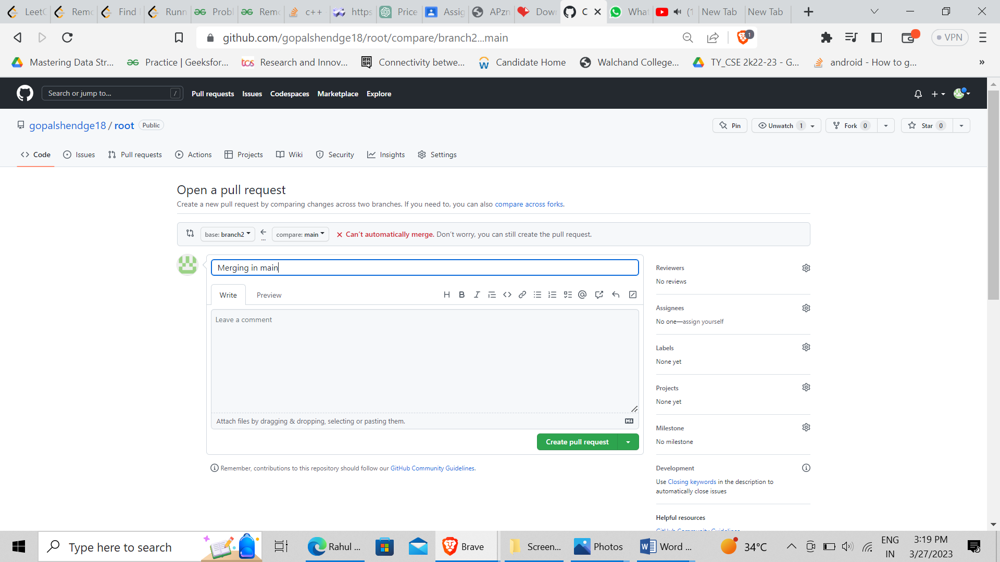 LeetC Remo Find Runn Probl Remo c++ https Price Assig APzn Dow C What (1 New Tab New Tab
github.com/gopalshendge18/root/compare/branch2...main 1 VPN
Mastering Data Str... Practice | Geeksfor... tcs Research and Innov... RASA Connectivity betwe... Candidate Home Walchand College... TY_CSE 2k22-23 - G... android - How to g... »
Search or jump to... / Pull requests Issues Codespaces Marketplace Explore
gopalshendge18 / root Public Pin Unwatch 1 Fork 0 Star 0
Code Issues Pull requests Actions Projects Wiki Security Insights Settings
Open a pull request
Create a new pull request by comparing changes across two branches. If you need to, you can also compare across forks.
base: branch2 ... compare: main Can't automatically merge. Don't worry, you can still create the pull request.
Merging in main
Write Preview
Leave a comment
Attach files by dragging & dropping, selecting or pasting them.
Create pull request
Remember, contributions to this repository should follow our GitHub Community Guidelines.
Reviewers
No reviews
Assignees
No one—assign yourself
Labels
None yet
Projects
None yet
Milestone
No milestone
Development
Use Closing keywords in the description to
automatically close issues
Helpful resources
GitHub Community Guidelines
Type here to search Rahul ... Brave Screen... Photos Word ... 34°C ENG IN 3:19 PM 3/27/2023